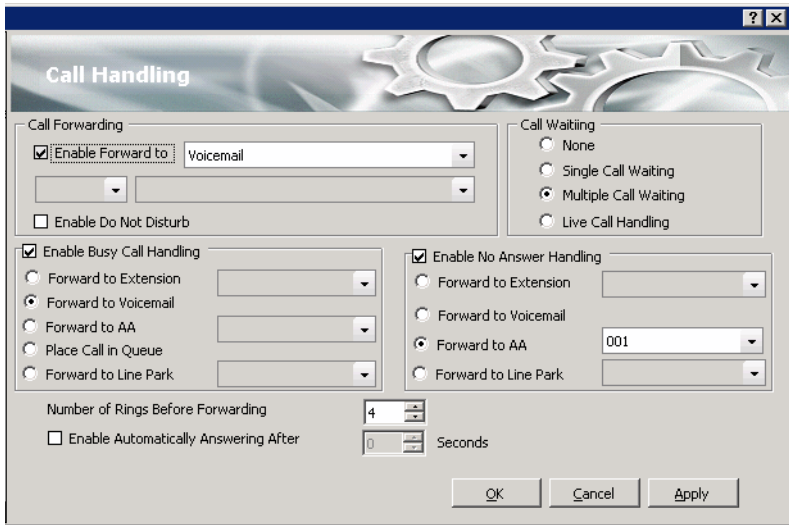 Call Handling
Call Forwarding
Enable Forward to Voicemail
Enable Do Not Disturb
Call Waitiing
None
Single Call Waiting
Multiple Call Waiting
Live Call Handling
Enable Busy Call Handling
Forward to Extension
Forward to Voicemail
Forward to AA
Place Call in Queue
Forward to Line Park
Enable No Answer Handling
Forward to Extension
Forward to Voicemail
Forward to AA 001
Forward to Line Park
Number of Rings Before Forwarding 4
Enable Automatically Answering After 0 Seconds
OK Cancel Apply